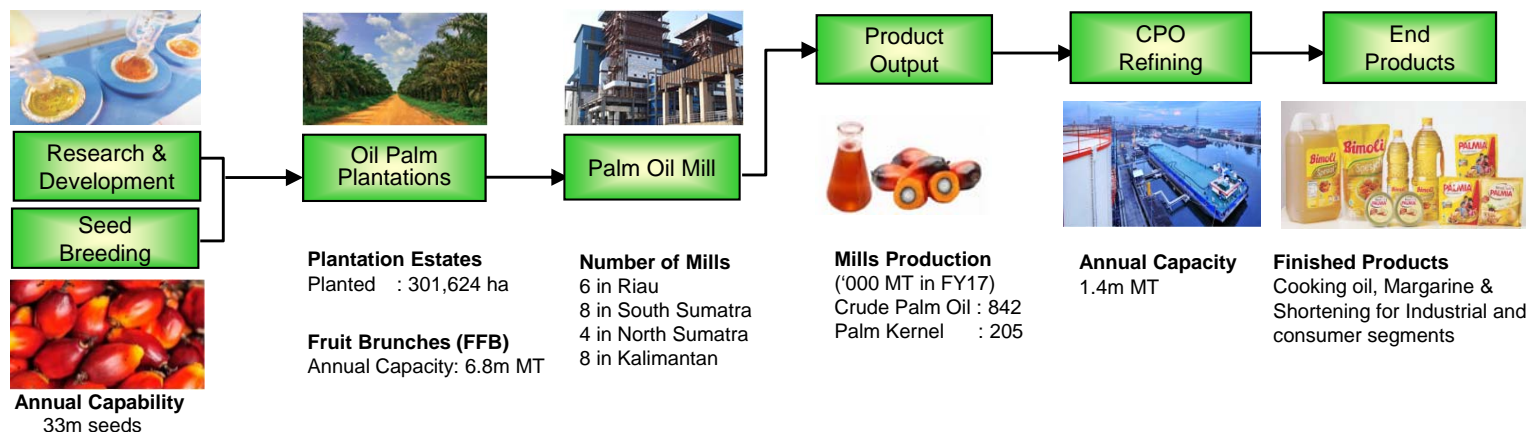 Research &
Development
Seed
Breeding
Annual Capability
33m seeds
Oil Palm
Plantations
Plantation Estates
Planted : 301,624 ha
Fruit Brunches (FFB)
Annual Capacity: 6.8m MT
Palm Oil Mill
Number of Mills
6 in Riau
8 in South Sumatra
4 in North Sumatra
8 in Kalimantan
Product
Output
Mills Production
(‘000 MT in FY17)
Crude Palm Oil : 842
Palm Kernel : 205
CPO
Refining
Annual Capacity
1.4m MT
End
Products
Bimoli
Bimoli
PALMIA
PALMIA
Finished Products
Cooking oil, Margarine &
Shortening for Industrial and
consumer segments